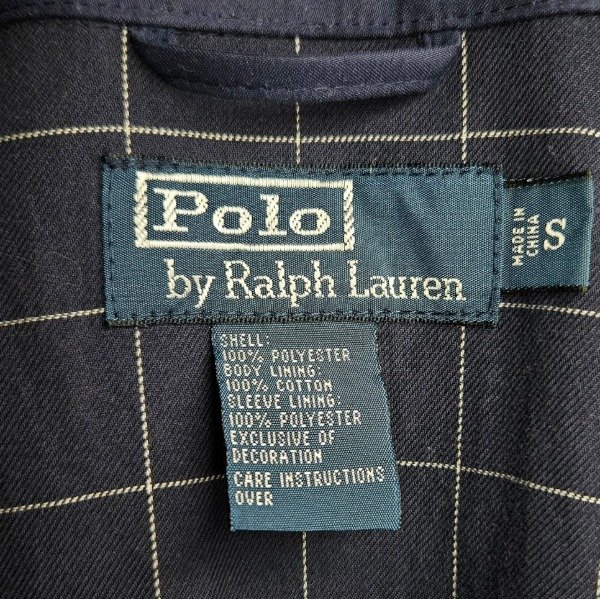 Polo
by Ralph Lauren
MADE IN
CHINA
S
SHELL:
100% POLYESTER
BODY LINING:
100% COTTON
SLEEVE LINING:
100% POLYESTER
EXCLUSIVE OF
DECORATION
CARE INSTRUCTIONS
OVER